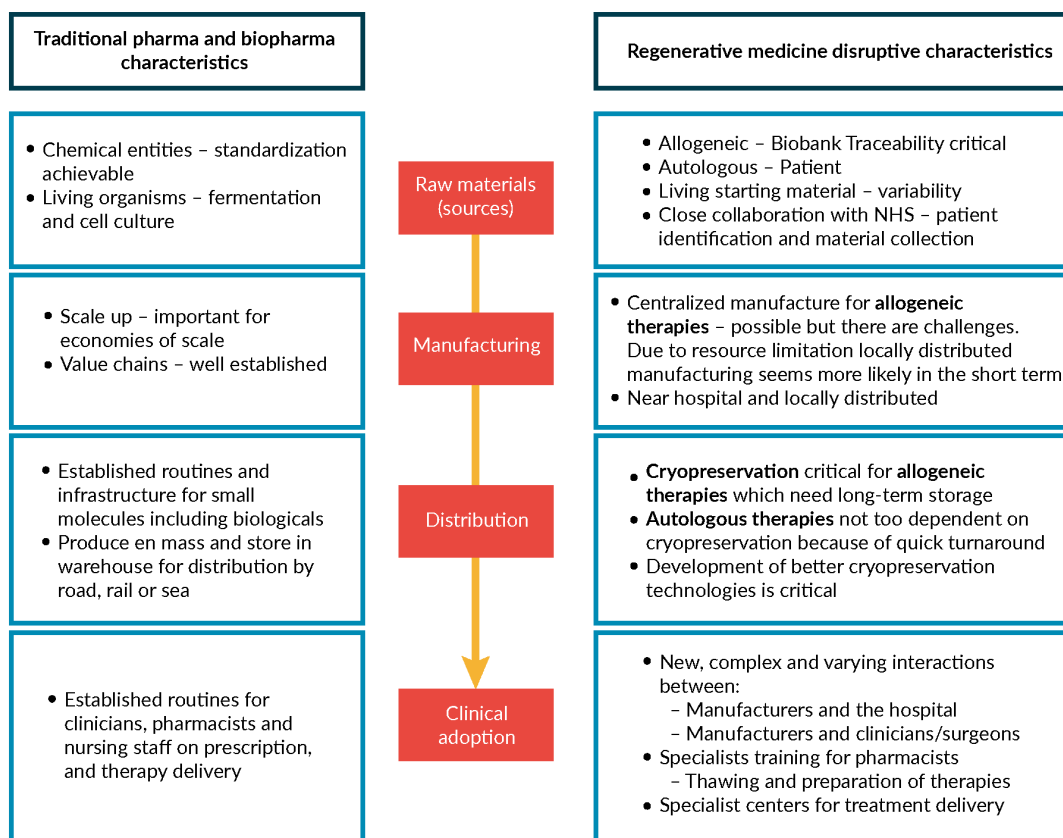 Traditional pharma and biopharma
characteristics
Regenerative medicine disruptive characteristics
• Chemical entities – standardization
achievable
• Living organisms – fermentation
and cell culture
Raw materials
(sources)
• Allogeneic – Biobank Traceability critical
• Autologous – Patient
• Living starting material – variability
• Close collaboration with NHS – patient
identification and material collection
• Scale up – important for
economies of scale
• Value chains – well established
Manufacturing
• Centralized manufacture for allogeneic
therapies – possible but there are challenges.
Due to resource limitation locally distributed
manufacturing seems more likely in the short term
• Near hospital and locally distributed
• Established routines and
infrastructure for small
molecules including biologicals
• Produce en mass and store in
warehouse for distribution by
road, rail or sea
Distribution
• Cryopreservation critical for allogeneic
therapies which need long-term storage
• Autologous therapies not too dependent on
cryopreservation because of quick turnaround
• Development of better cryopreservation
technologies is critical
• Established routines for
clinicians, pharmacists and
nursing staff on prescription,
and therapy delivery
Clinical
adoption
• New, complex and varying interactions
between:
– Manufacturers and the hospital
– Manufacturers and clinicians/surgeons
• Specialists training for pharmacists
– Thawing and preparation of therapies
• Specialist centers for treatment delivery